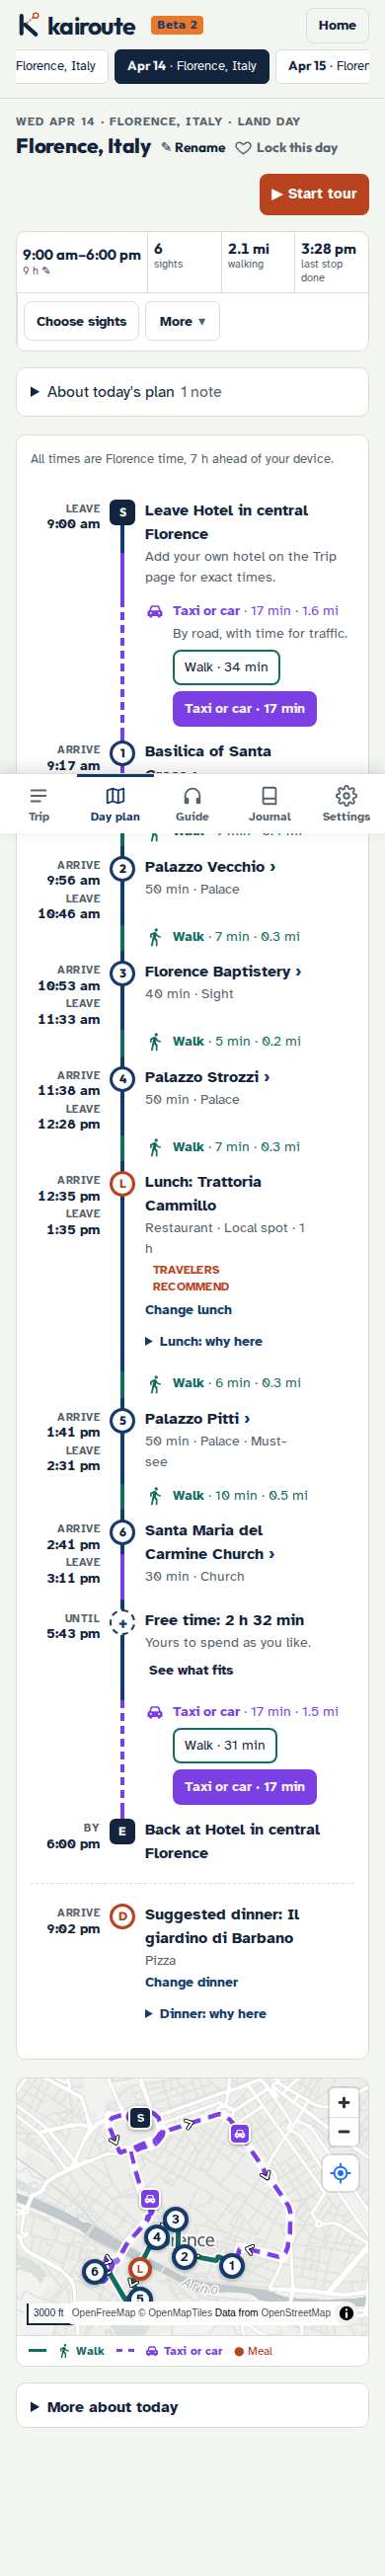 kairoute
Beta 2
Home
Florence, Italy
Apr 14 · Florence, Italy
Apr 15 · Floren
WED APR 14 · FLORENCE, ITALY · LAND DAY
Florence, Italy ✎ Rename Lock this day
▶ Start tour
9:00 am–6:00 pm
9 h ✎
6
sights
2.1 mi
walking
3:28 pm
last stop
done
Choose sights
More ▾
▶ About today's plan 1 note
All times are Florence time, 7 h ahead of your device.
LEAVE
9:00 am
S
Leave Hotel in central
Florence
Add your own hotel on the Trip
page for exact times.
Taxi or car · 17 min · 1.6 mi
By road, with time for traffic.
Walk · 34 min
Taxi or car · 17 min
ARRIVE
9:17 am
1
Basilica of Santa
Trip
Day plan
Guide
Journal
Settings
ARRIVE
9:56 am
LEAVE
10:46 am
2
Palazzo Vecchio ›
50 min · Palace
Walk · 7 min · 0.3 mi
ARRIVE
10:53 am
LEAVE
11:33 am
3
Florence Baptistery ›
40 min · Sight
Walk · 5 min · 0.2 mi
ARRIVE
11:38 am
LEAVE
12:28 pm
4
Palazzo Strozzi ›
50 min · Palace
Walk · 7 min · 0.3 mi
ARRIVE
12:35 pm
LEAVE
1:35 pm
L
Lunch: Trattoria
Cammillo
Restaurant · Local spot · 1
h
TRAVELERS
RECOMMEND
Change lunch
▶ Lunch: why here
Walk · 6 min · 0.3 mi
ARRIVE
1:41 pm
LEAVE
2:31 pm
5
Palazzo Pitti ›
50 min · Palace · Must-
see
Walk · 10 min · 0.5 mi
ARRIVE
2:41 pm
LEAVE
3:11 pm
6
Santa Maria del
Carmine Church ›
30 min · Church
UNTIL
5:43 pm
+
Free time: 2 h 32 min
Yours to spend as you like.
See what fits
Taxi or car · 17 min · 1.5 mi
Walk · 31 min
Taxi or car · 17 min
BY
6:00 pm
E
Back at Hotel in central
Florence
ARRIVE
9:02 pm
D
Suggested dinner: Il
giardino di Barbano
Pizza
Change dinner
▶ Dinner: why here
S
+
−
3
4
2
1
6
L
5
Arno
3000 ft
OpenFreeMap © OpenMapTiles Data from OpenStreetMap
Walk
Taxi or car
Meal
▶ More about today